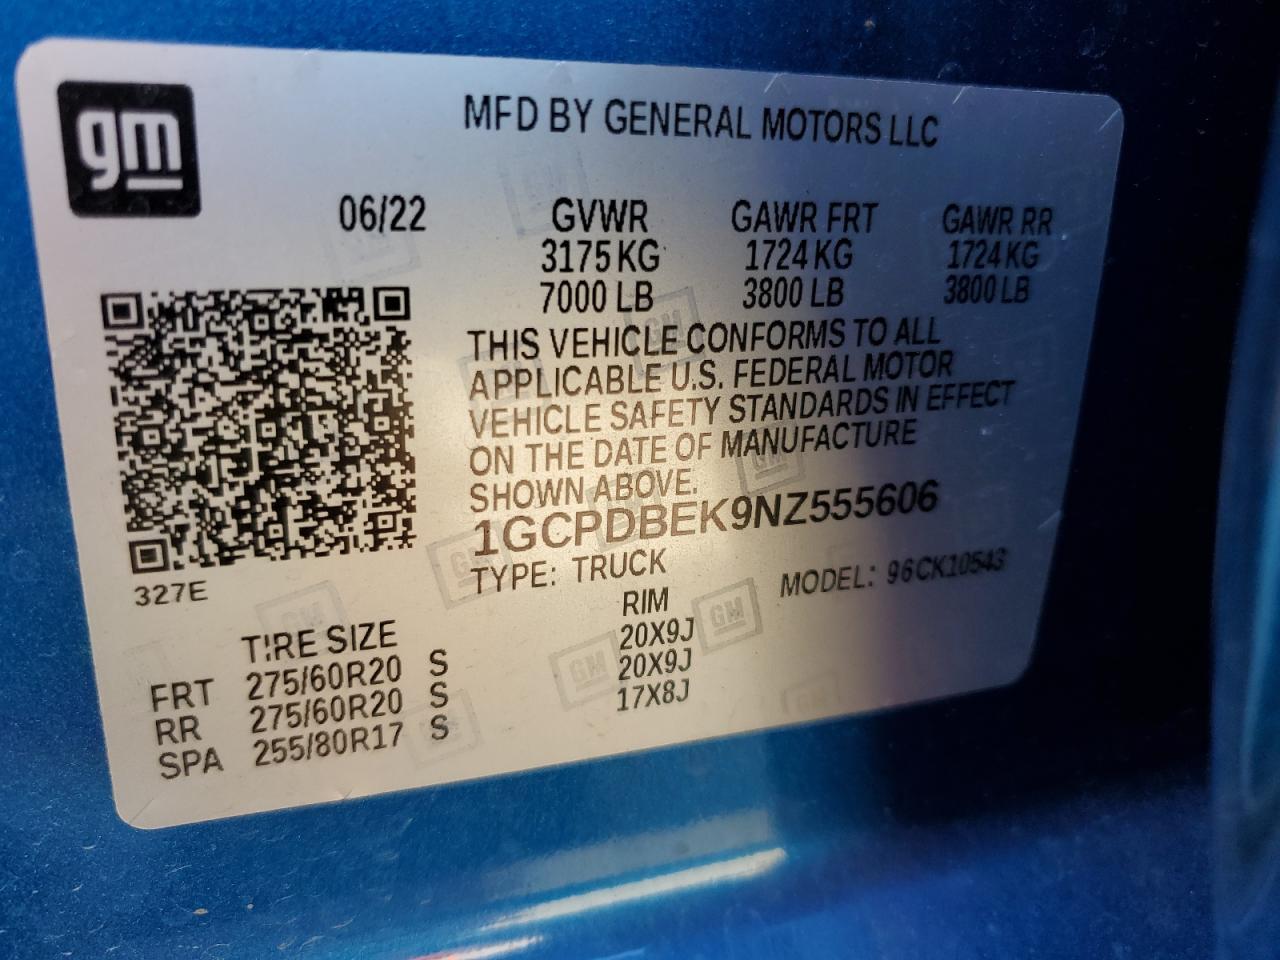 gm
MFD BY GENERAL MOTORS LLC
06/22 GVWR GAWR FRT GAWR RR
3175 KG 1724 KG 1724 KG
7000 LB 3800 LB 3800 LB
THIS VEHICLE CONFORMS TO ALL
APPLICABLE U.S. FEDERAL MOTOR
VEHICLE SAFETY STANDARDS IN EFFECT
ON THE DATE OF MANUFACTURE
SHOWN ABOVE.
1GCPDBEK9NZ555606
TYPE: TRUCK MODEL: 96CK10543
327E
TIRE SIZE RIM
FRT 275/60R20 S 20X9J
RR 275/60R20 S 20X9J
SPA 255/80R17 S 17X8J